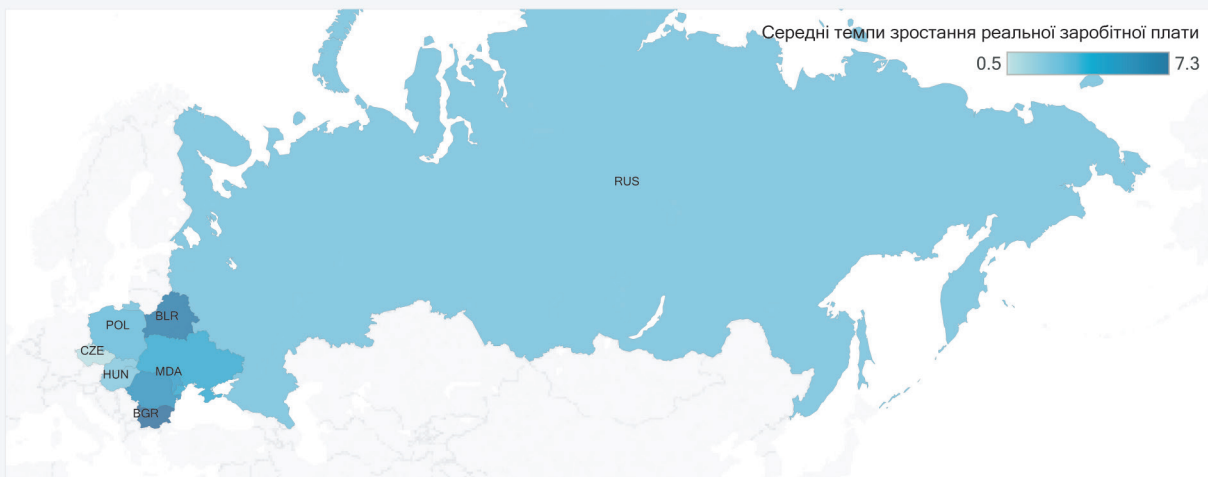 Середні темпи зростання реальної заробітної плати
0.5 7.3
RUS
BLR
POL
CZE
MDA
HUN
BGR